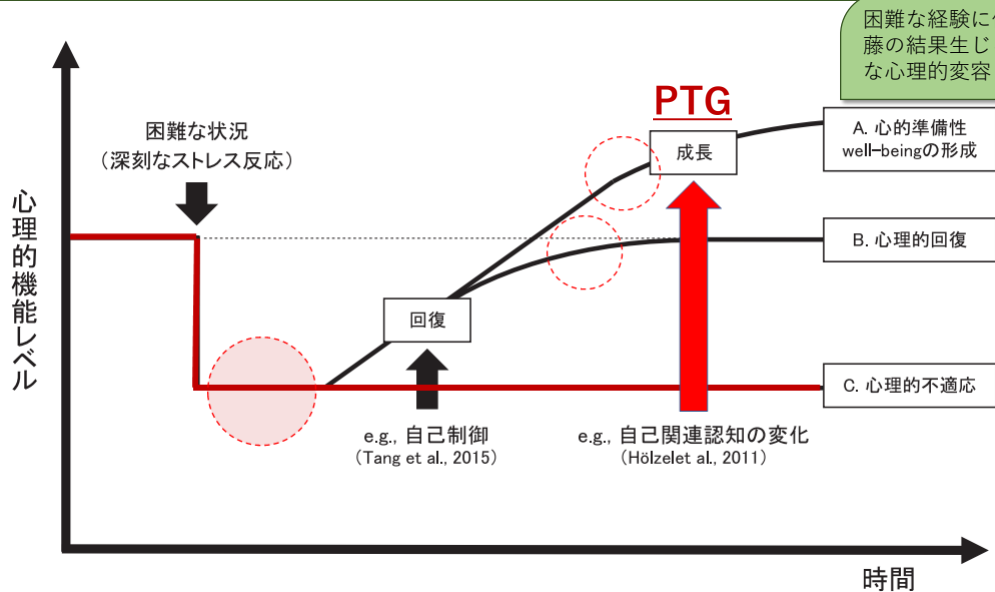 困難な経験に
藤の結果生じ
な心理的変容
PTG
困難な状況
（深刻なストレス反応）
成長
A. 心的準備性
well-beingの形成
心理的機能レベル
B. 心理的回復
回復
C. 心理的不適応
e.g., 自己制御
（Tang et al., 2015）
e.g., 自己関連認知の変化
（Hölzelet al., 2011）
時間